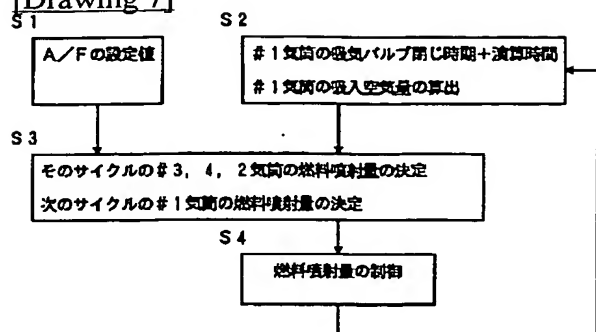 [Drawing 7]
S1
S2
A/Fの設定値
#1気筒の吸気バルブ閉じ時期+演算時間
#1気筒の吸入空気量の算出
S3
そのサイクルの#3, 4, 2気筒の燃料噴射量の決定
次のサイクルの#1気筒の燃料噴射量の決定
S4
燃料噴射量の制御